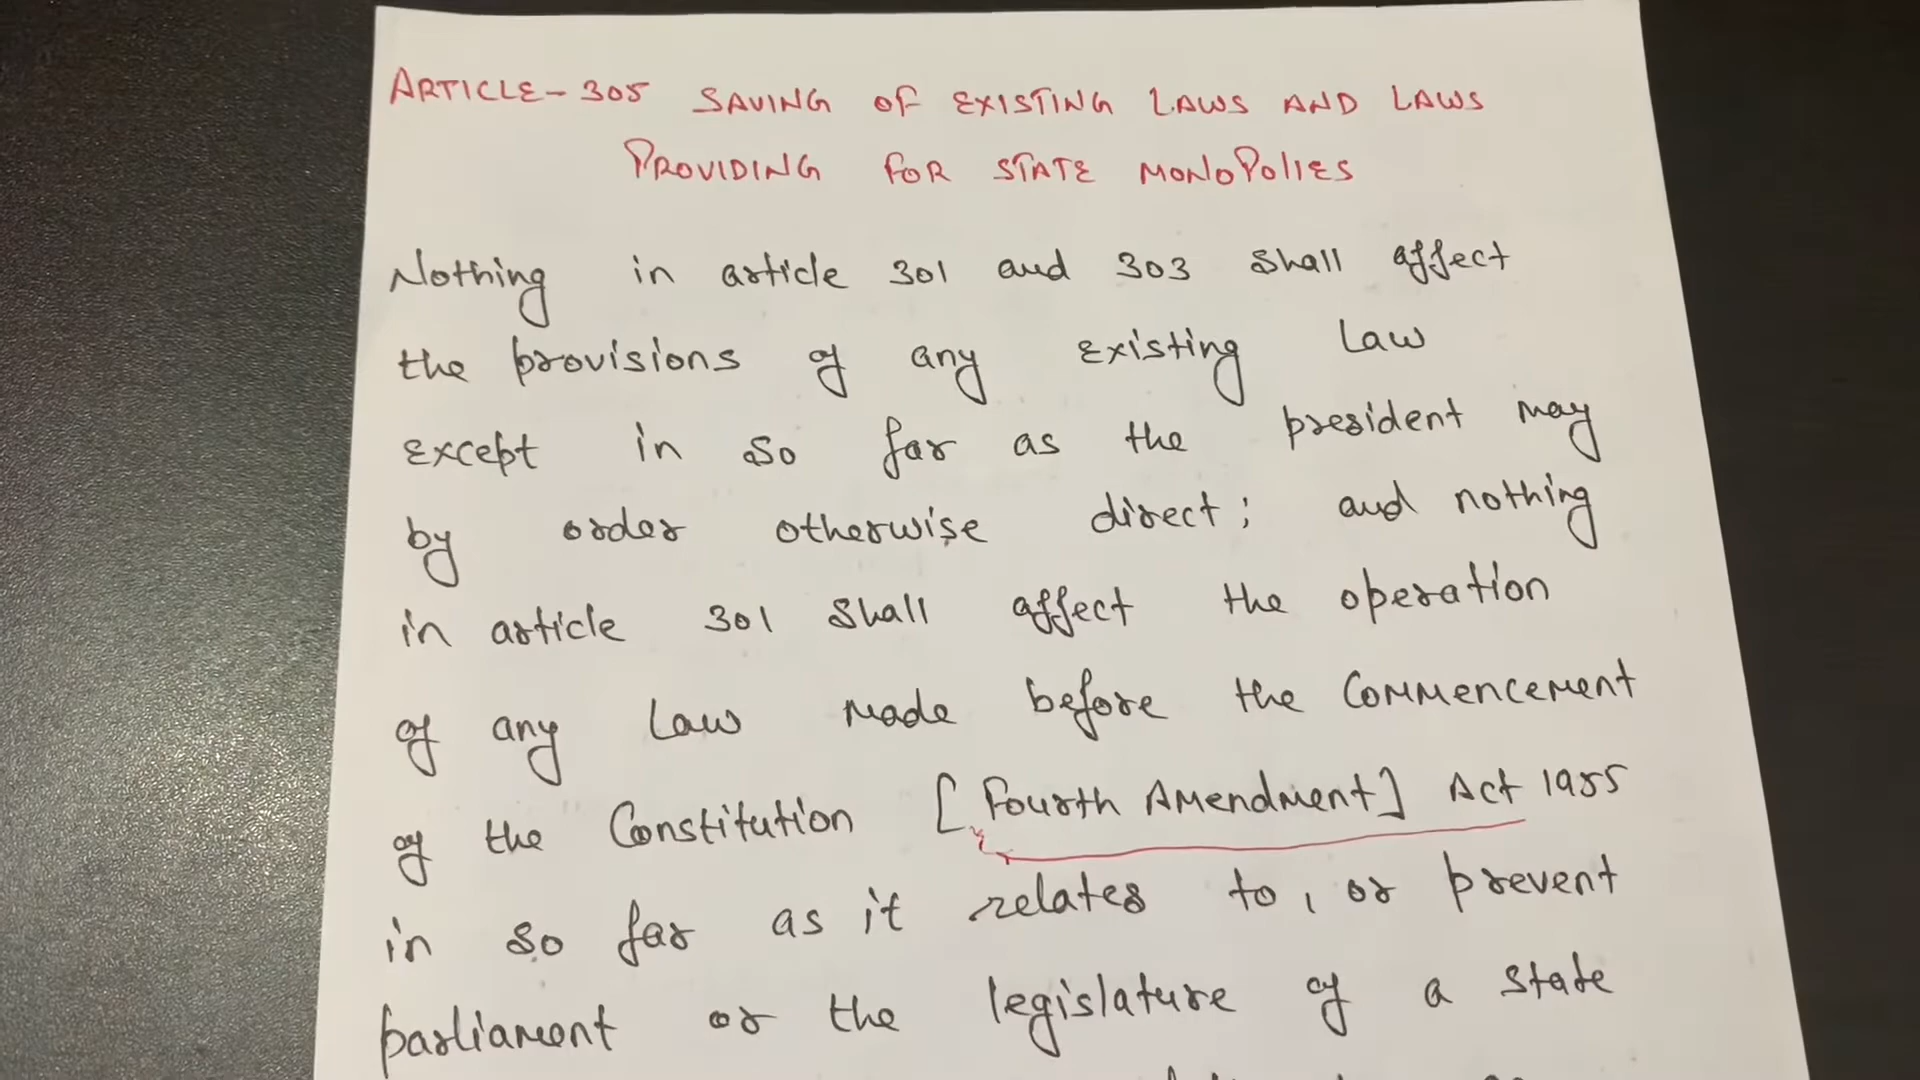 ARTICLE-305 SAVING OF EXISTING LAWS AND LAWS
PROVIDING FOR STATE MONOPOLIES
Nothing in article 301 and 303 shall affect
the provisions of any existing law
except in so far as the president may
by order otherwise direct; and nothing
in article 301 shall affect the operation
of any law made before the commencement
of the Constitution [Fourth Amendment] Act 1955
in so far as it relates to, or prevent
parliament or the legislature of a state